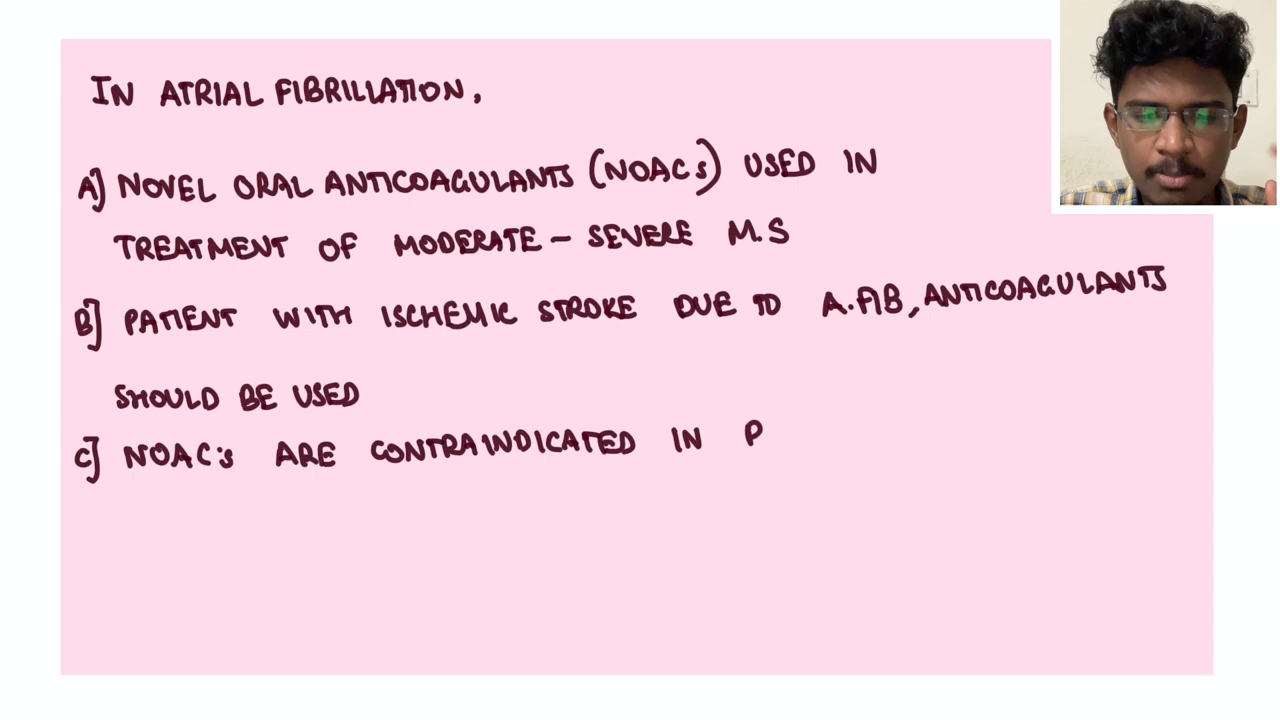 IN ATRIAL FIBRILLATION,
A] NOVEL ORAL ANTICOAGULANTS (NOACs) USED IN
TREATMENT OF MODERATE - SEVERE M.S
B] PATIENT WITH ISCHEMIC STROKE DUE TO A.FIB, ANTICOAGULANTS
SHOULD BE USED
C] NOAC's ARE CONTRAINDICATED IN P